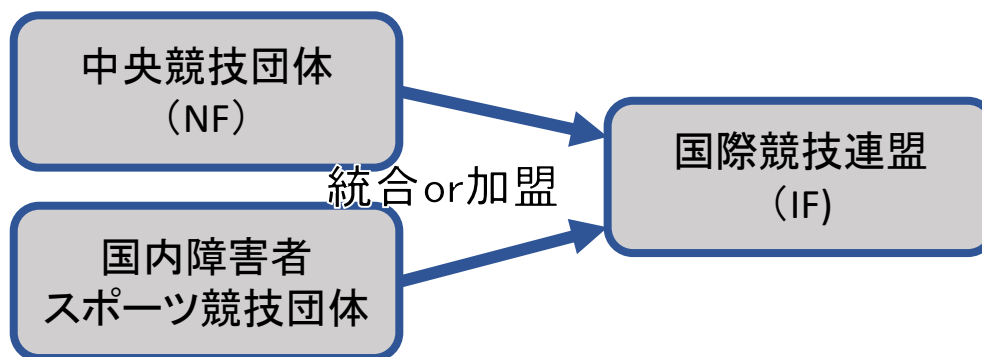 中央競技団体
（NF）
統合or加盟
国内障害者
スポーツ競技団体
国際競技連盟
（IF)